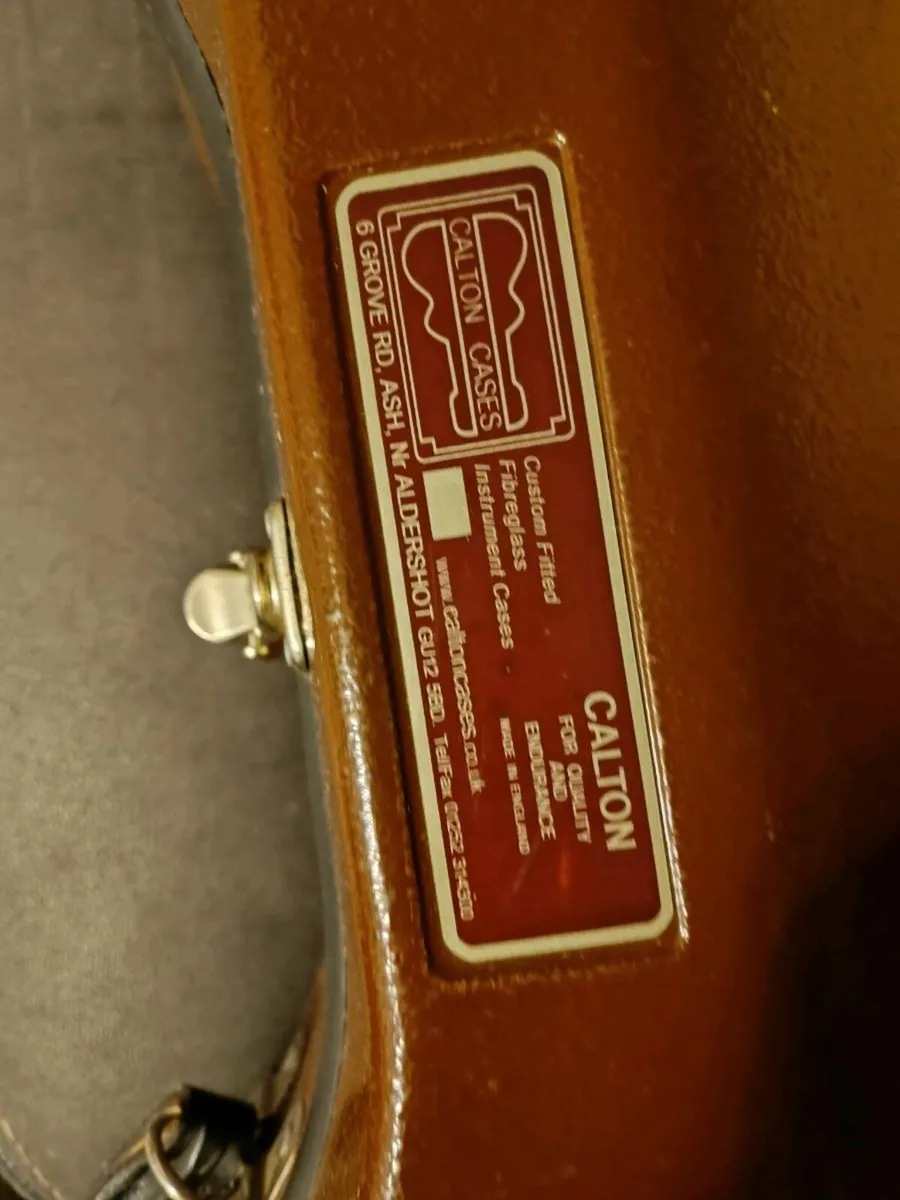 CALTON CASES
Custom Fitted
Fibreglass
Instrument Cases
CALTON
FOR QUALITY
AND
ENDURANCE
MADE IN ENGLAND
www.caltoncases.co.uk
6 GROVE RD, ASH, Nr ALDERSHOT GU12 5BD. Tel/Fax 01252 314300